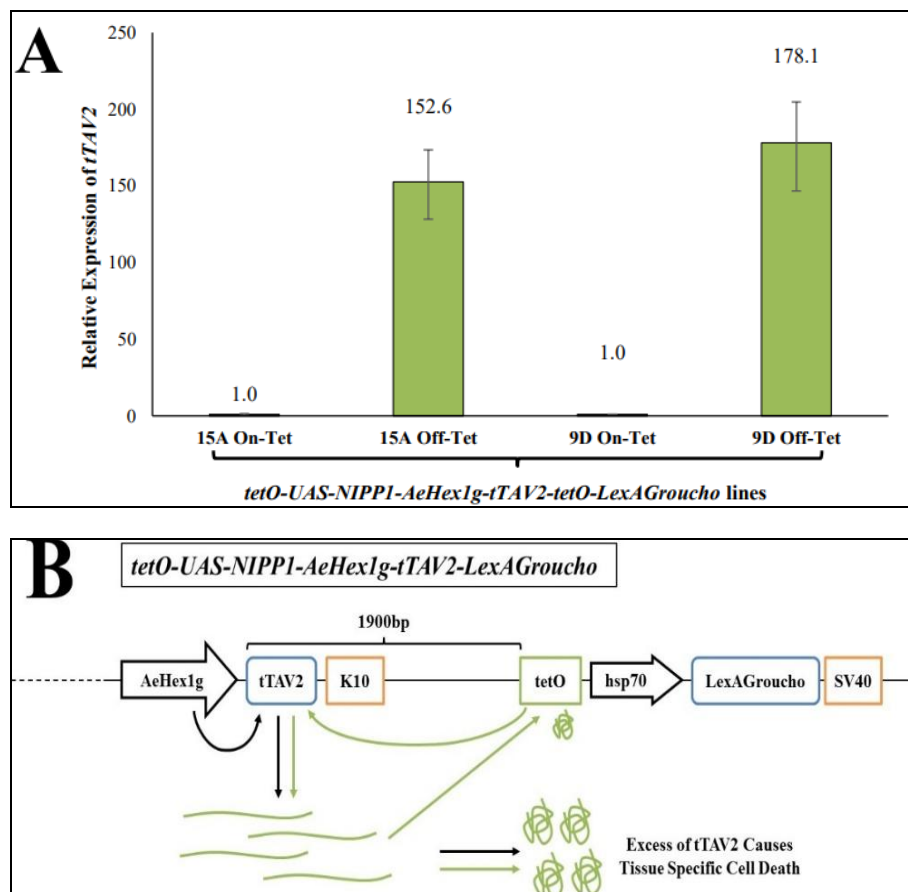 A
Relative Expression of tTAV2
250
200
150
100
50
0
1.0
152.6
1.0
178.1
15A On-Tet
15A Off-Tet
9D On-Tet
9D Off-Tet
tetO-UAS-NIPP1-AeHex1g-tTAV2-tetO-LexAGroucho lines
B
tetO-UAS-NIPP1-AeHex1g-tTAV2-LexAGroucho
1900bp
AeHex1g
tTAV2
K10
tetO
hsp70
LexAGroucho
SV40
Excess of tTAV2 Causes
Tissue Specific Cell Death